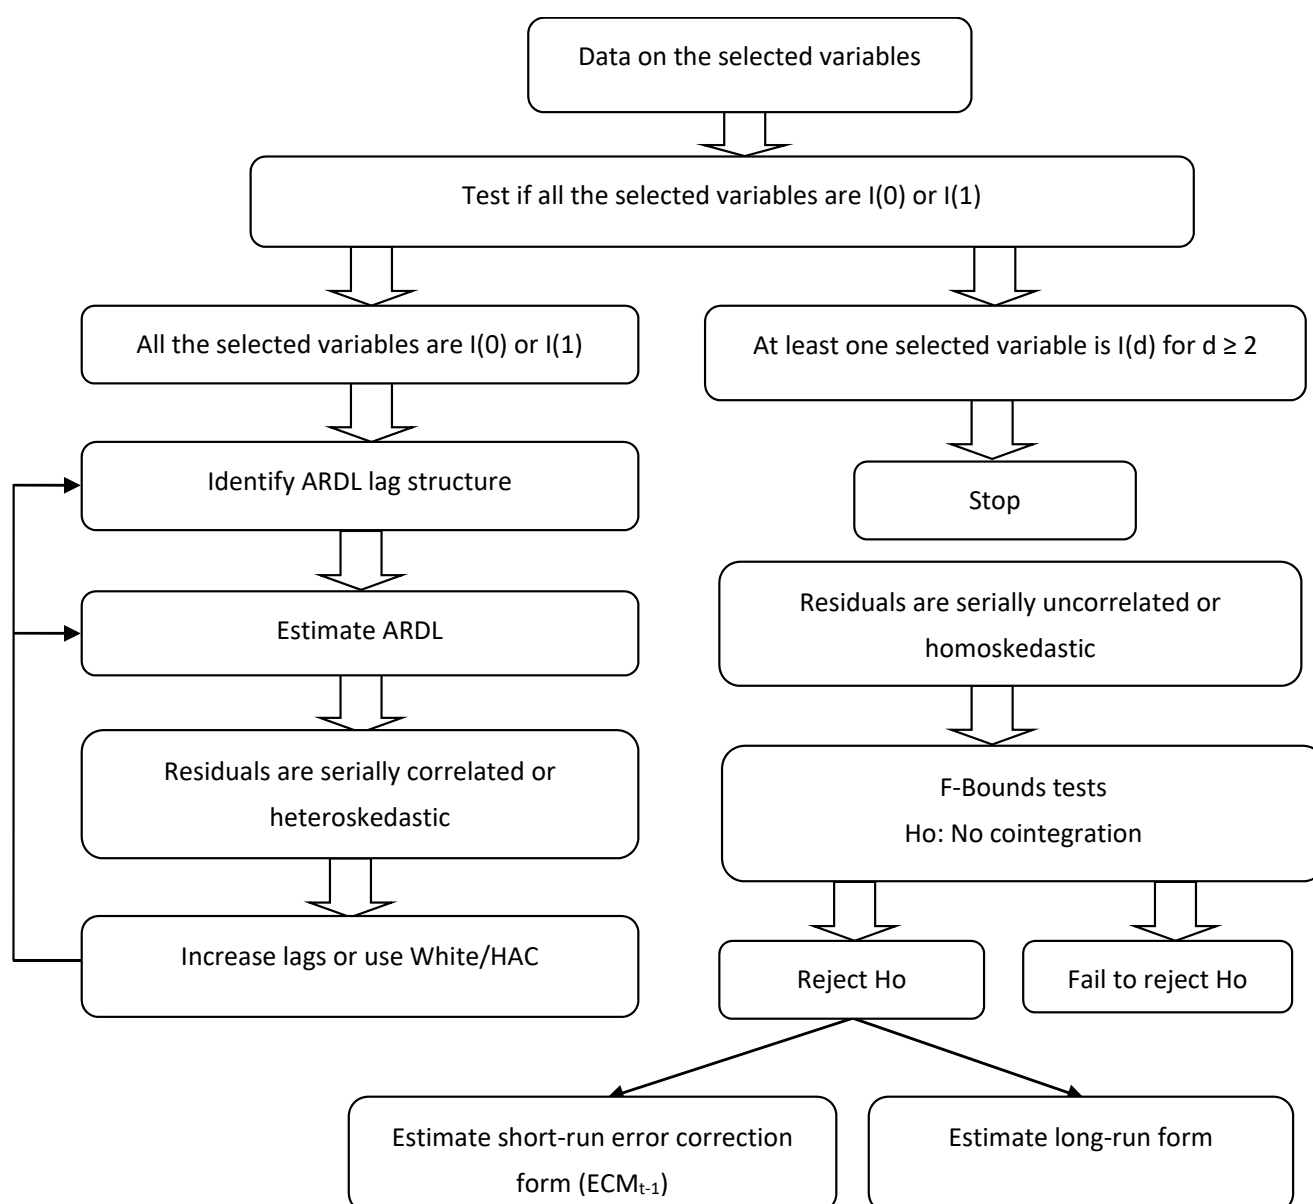 Data on the selected variables
Test if all the selected variables are I(0) or I(1)
All the selected variables are I(0) or I(1)
At least one selected variable is I(d) for d ≥ 2
Identify ARDL lag structure
Stop
Estimate ARDL
Residuals are serially uncorrelated or
homoskedastic
Residuals are serially correlated or
heteroskedastic
F-Bounds tests
Ho: No cointegration
Increase lags or use White/HAC
Reject Ho
Fail to reject Ho
Estimate short-run error correction
form (ECMt-1)
Estimate long-run form